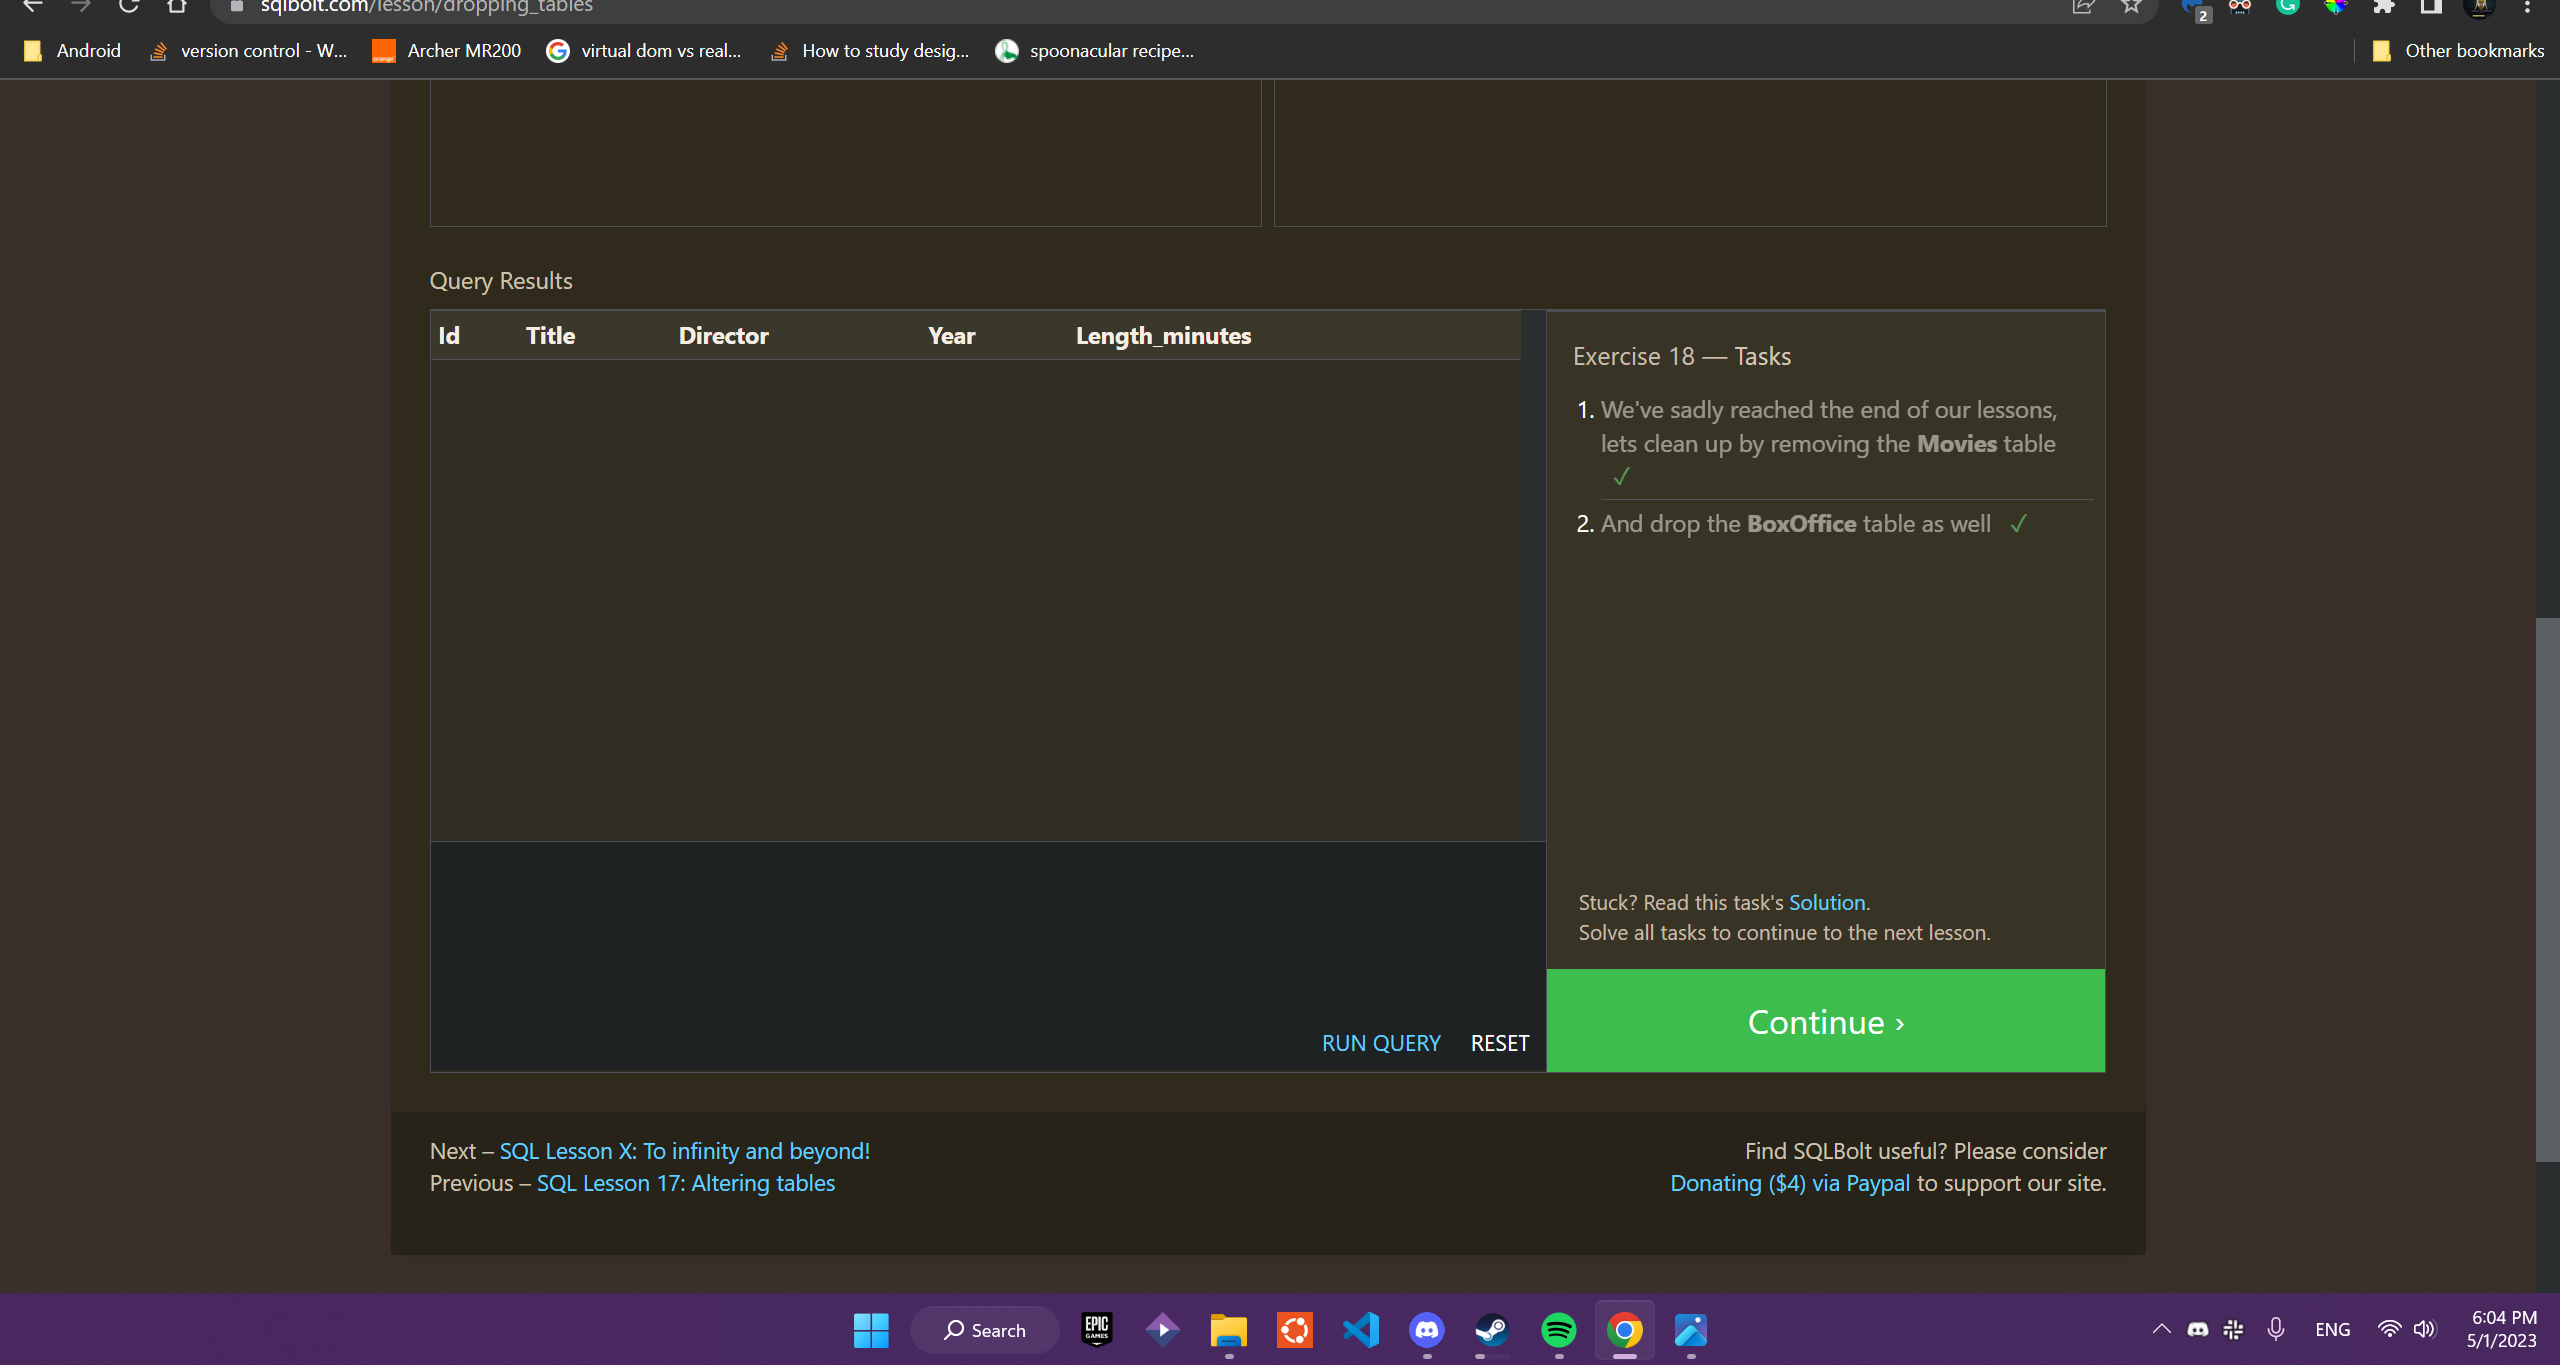 sqlbolt.com/lesson/dropping_tables
2
Android
version control - W...
Archer MR200
virtual dom vs real...
How to study desig...
spoonacular recipe...
Other bookmarks
Query Results
Id Title Director Year Length_minutes
Exercise 18 — Tasks
1. We've sadly reached the end of our lessons,
lets clean up by removing the Movies table
✓
2. And drop the BoxOffice table as well ✓
Stuck? Read this task's Solution.
Solve all tasks to continue to the next lesson.
RUN QUERY RESET
Continue ›
Next – SQL Lesson X: To infinity and beyond!
Previous – SQL Lesson 17: Altering tables
Find SQLBolt useful? Please consider
Donating ($4) via Paypal to support our site.
Search
EPIC
GAMES
ENG
6:04 PM
5/1/2023